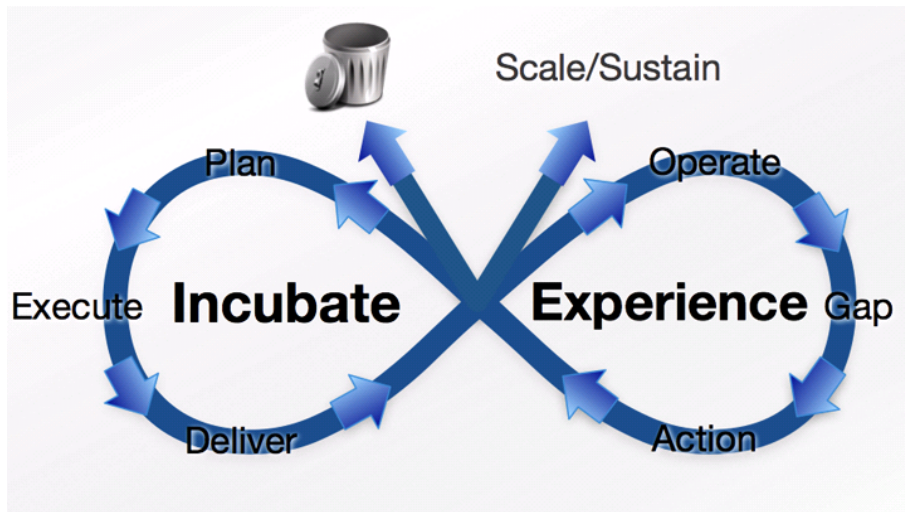 Scale/Sustain
Plan
Operate
Execute
Incubate
Experience
Gap
Deliver
Action